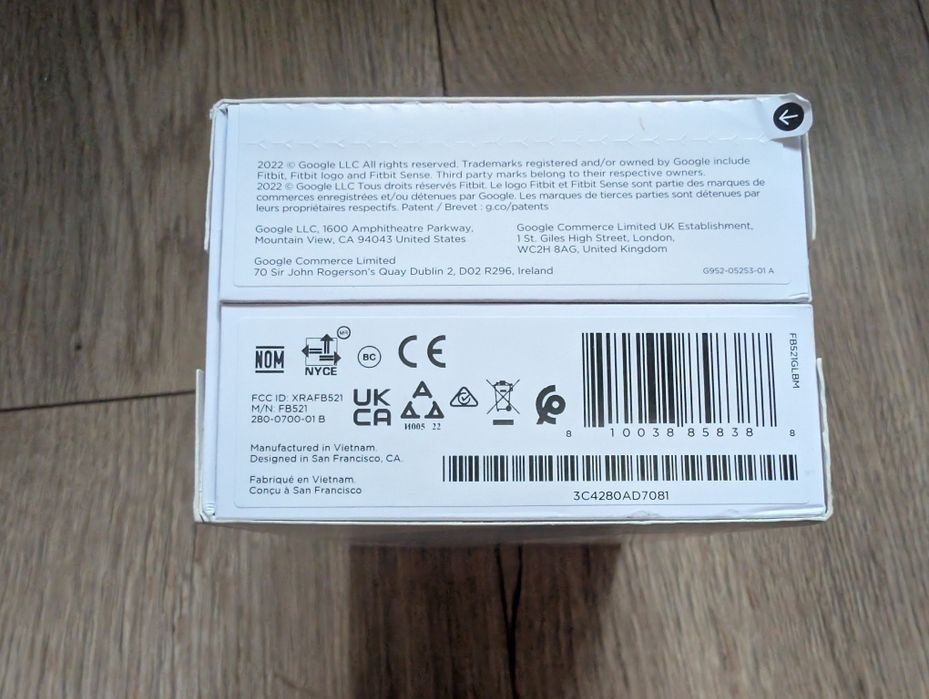 2022 © Google LLC All rights reserved. Trademarks registered and/or owned by Google include
Fitbit, Fitbit logo and Fitbit Sense. Third party marks belong to their respective owners.
2022 © Google LLC Tous droits réservés Fitbit. Le logo Fitbit et Fitbit Sense sont partie des marques de
commerces enregistrées et/ou détenues par Google. Les marques de tierces parties sont détenues par
leurs propriétaires respectifs. Patent / Brevet : g.co/patents
Google LLC, 1600 Amphitheatre Parkway,
Mountain View, CA 94043 United States
Google Commerce Limited UK Establishment,
1 St. Giles High Street, London,
WC2H 8AG, United Kingdom
Google Commerce Limited
70 Sir John Rogerson's Quay Dublin 2, D02 R296, Ireland
G952-05253-01 A
NOM
NYCE
MR
BC
CE
FCC ID: XRAFB521
M/N: FB521
280-0700-01 B
UK
CA
И005 22
8 10038 85838 8
FB521GLBM
Manufactured in Vietnam.
Designed in San Francisco, CA.
Fabriqué en Vietnam.
Conçu à San Francisco
3C4280AD7081